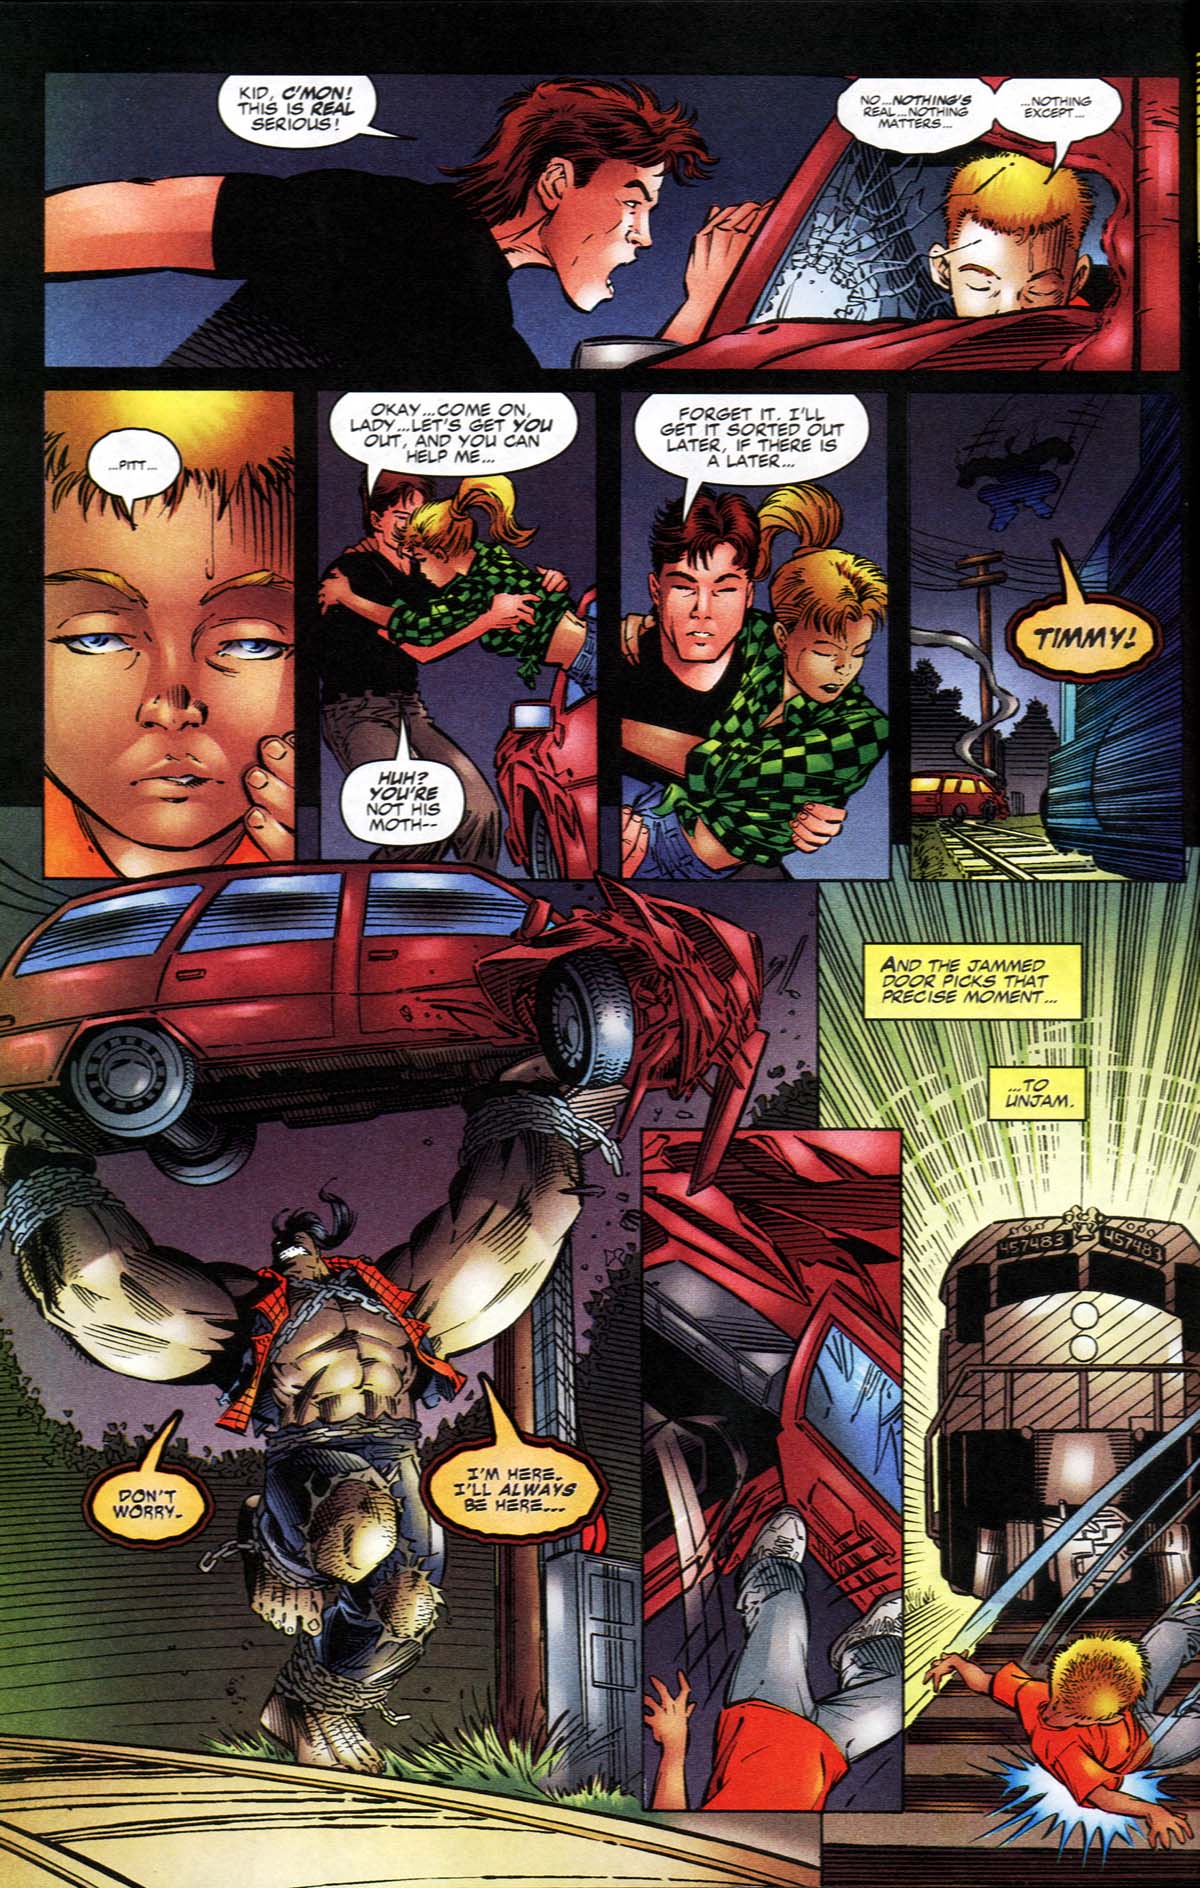 KID, C'MON!
THIS IS REAL
SERIOUS!
NO...NOTHING'S
REAL...NOTHING
MATTERS...
...NOTHING
EXCEPT...
...PITT...
OKAY...COME ON,
LADY...LET'S GET YOU
OUT, AND YOU CAN
HELP ME...
HUH?
YOU'RE
NOT HIS
MOTH--
FORGET IT. I'LL
GET IT SORTED OUT
LATER, IF THERE IS
A LATER...
TIMMY!
DON'T
WORRY.
I'M HERE.
I'LL ALWAYS
BE HERE...
AND THE JAMMED
DOOR PICKS THAT
PRECISE MOMENT...
...TO
UNJAM.
457483 457483